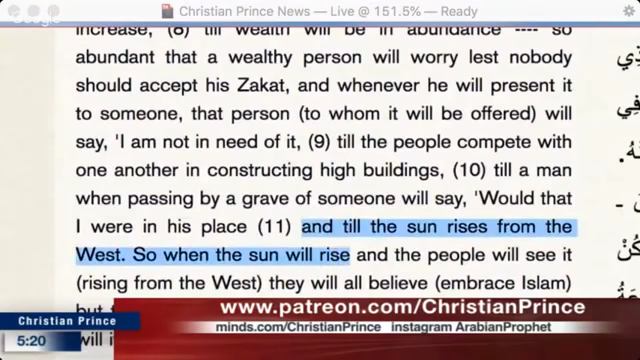 Christian Prince News — Live @ 151.5% — Ready
increase, (8) till wealth will be in abundance ---- so
abundant that a wealthy person will worry lest nobody
should accept his Zakat, and whenever he will present it
to someone, that person (to whom it will be offered) will
say, 'I am not in need of it, (9) till the people compete with
one another in constructing high buildings, (10) till a man
when passing by a grave of someone will say, 'Would that
I were in his place (11) and till the sun rises from the
West. So when the sun will rise and the people will see it
(rising from the West) they will all believe (embrace Islam)
www.patreon.com/ChristianPrince
Christian Prince
minds.com/ChristianPrince instagram ArabianProphet
5:20
will